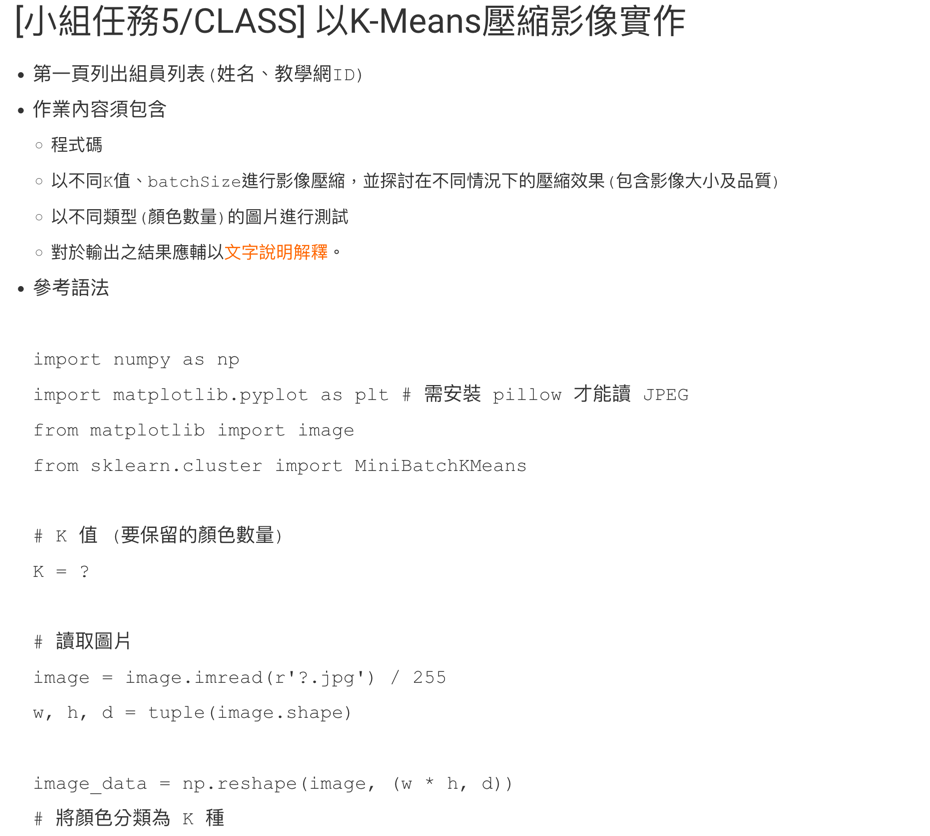 [小組任務5/CLASS] 以K-Means壓縮影像實作
• 第一頁列出組員列表(姓名、教學網ID)
• 作業內容須包含
○ 程式碼
○ 以不同K值、batchSize進行影像壓縮，並探討在不同情況下的壓縮效果(包含影像大小及品質)
○ 以不同類型(顏色數量)的圖片進行測試
○ 對於輸出之結果應輔以文字說明解釋。
• 參考語法
import numpy as np
import matplotlib.pyplot as plt # 需安裝 pillow 才能讀 JPEG
from matplotlib import image
from sklearn.cluster import MiniBatchKMeans
# K 值 (要保留的顏色數量)
K = ?
# 讀取圖片
image = image.imread(r'?.jpg') / 255
w, h, d = tuple(image.shape)
image_data = np.reshape(image, (w * h, d))
# 將顏色分類為 K 種